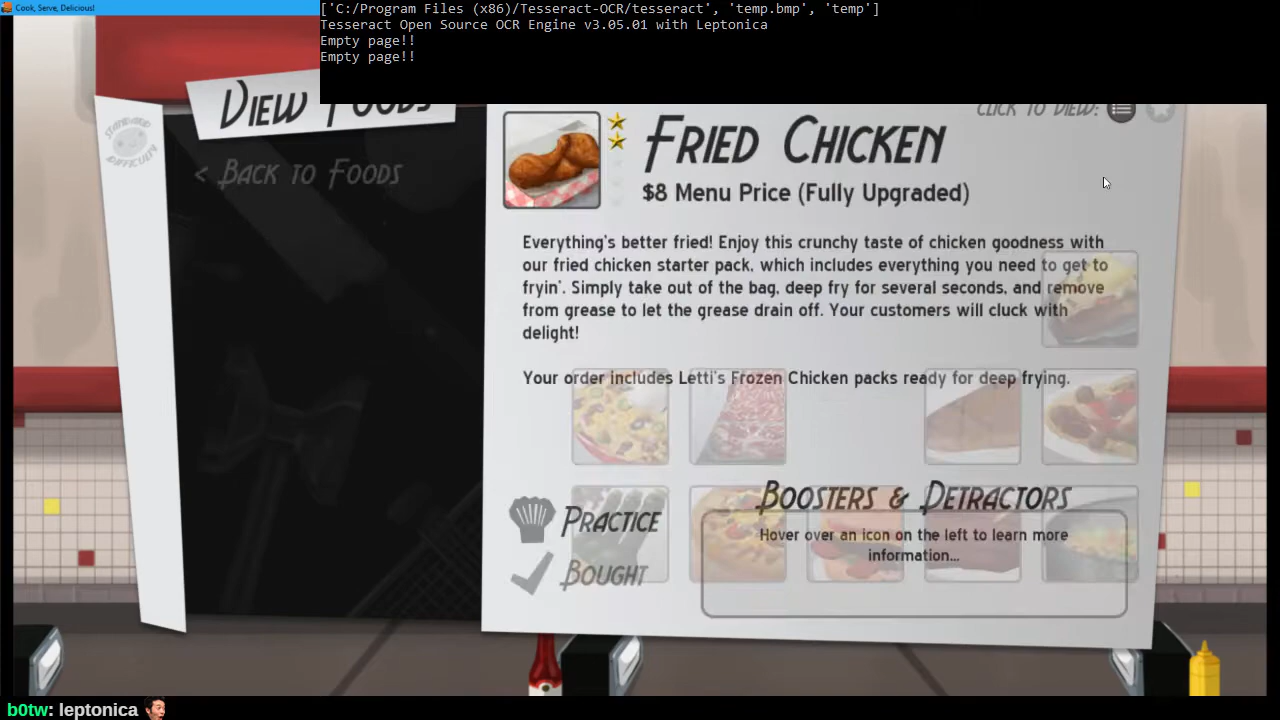 Cook, Serve, Delicious!
['C:/Program Files (x86)/Tesseract-OCR/tesseract', 'temp.bmp', 'temp']
Tesseract Open Source OCR Engine v3.05.01 with Leptonica
Empty page!!
Empty page!!
VIEW FOODS
CLICK TO VIEW:
STANDARD DIFFICULTY
< BACK TO FOODS
FRIED CHICKEN
$8 Menu Price (Fully Upgraded)
Everything's better fried! Enjoy this crunchy taste of chicken goodness with
our fried chicken starter pack, which includes everything you need to get to
fryin'. Simply take out of the bag, deep fry for several seconds, and remove
from grease to let the grease drain off. Your customers will cluck with
delight!
Your order includes Letti's Frozen Chicken packs ready for deep frying.
PRACTICE
BOUGHT
BOOSTERS & DETRACTORS
Hover over an icon on the left to learn more
information...
b0tw: leptonica